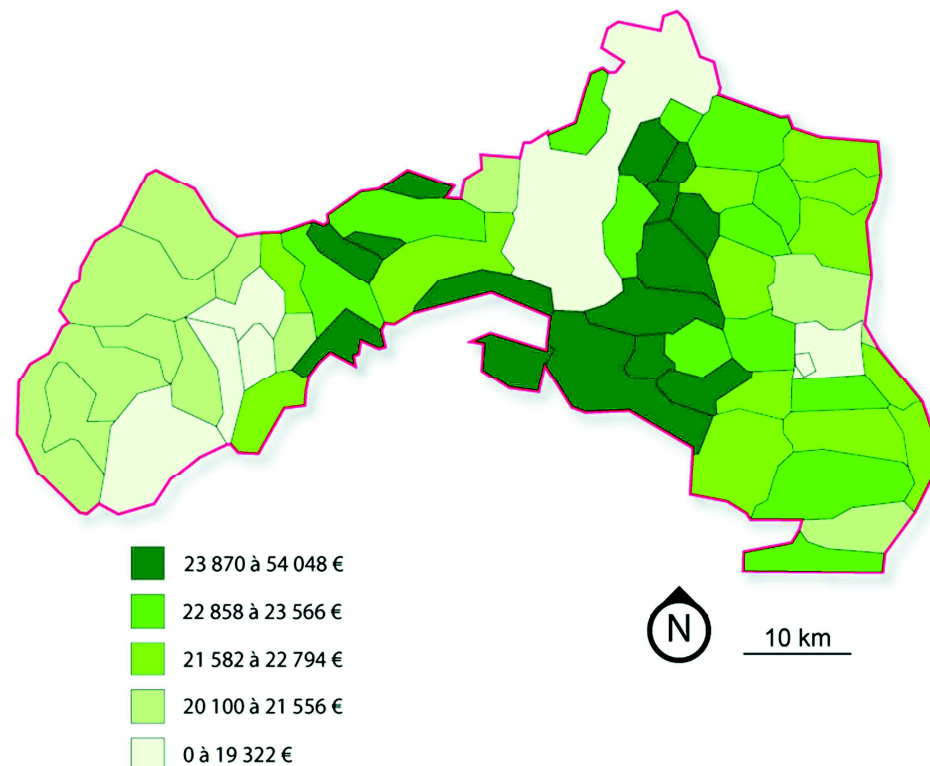 23 870 à 54 048 €
22 858 à 23 566 €
21 582 à 22 794 €
20 100 à 21 556 €
0 à 19 322 €
N
10 km